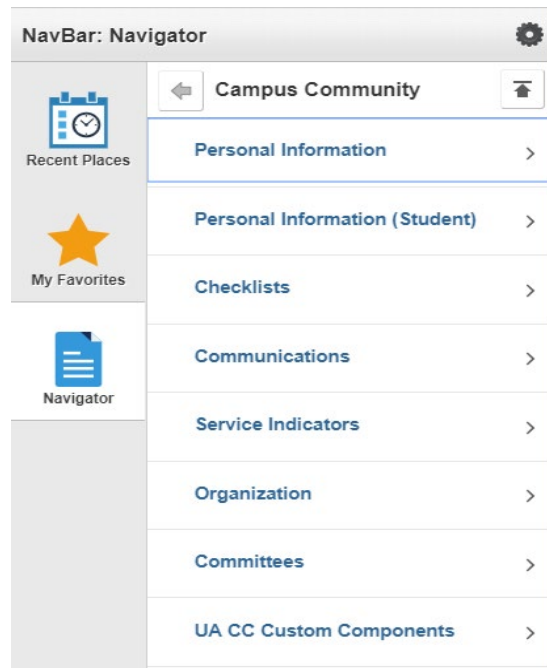 NavBar: Navigator
Recent Places
My Favorites
Navigator
Campus Community
Personal Information
Personal Information (Student)
Checklists
Communications
Service Indicators
Organization
Committees
UA CC Custom Components